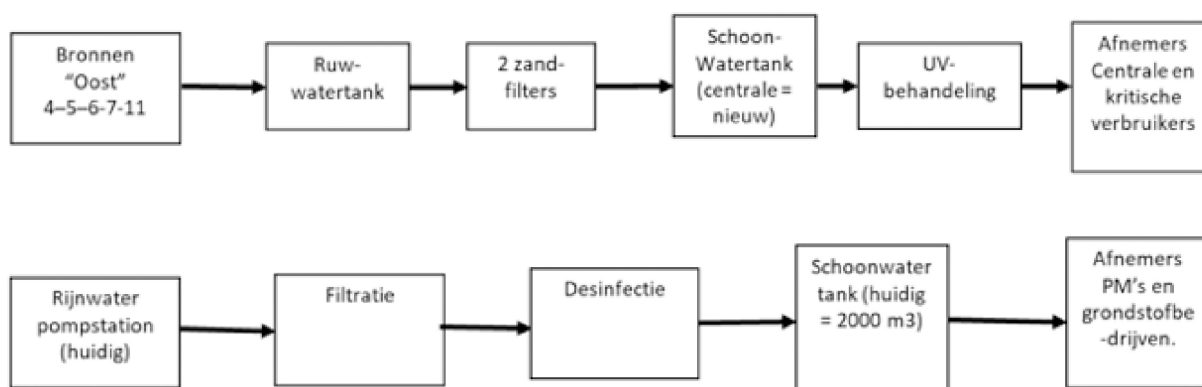 Bronnen
“Oost”
4–5–6-7-11
Ruw-
watertank
2 zand-
filters
Schoon-
Watertank
(centrale =
nieuw)
UV-
behandeling
Afnemers
Centrale en
kritische
verbruikers
Rijnwater
pompstation
(huidig)
Filtratie
Desinfectie
Schoonwater
tank (huidig
= 2000 m3)
Afnemers
PM's en
grondstofbe
-drijven.